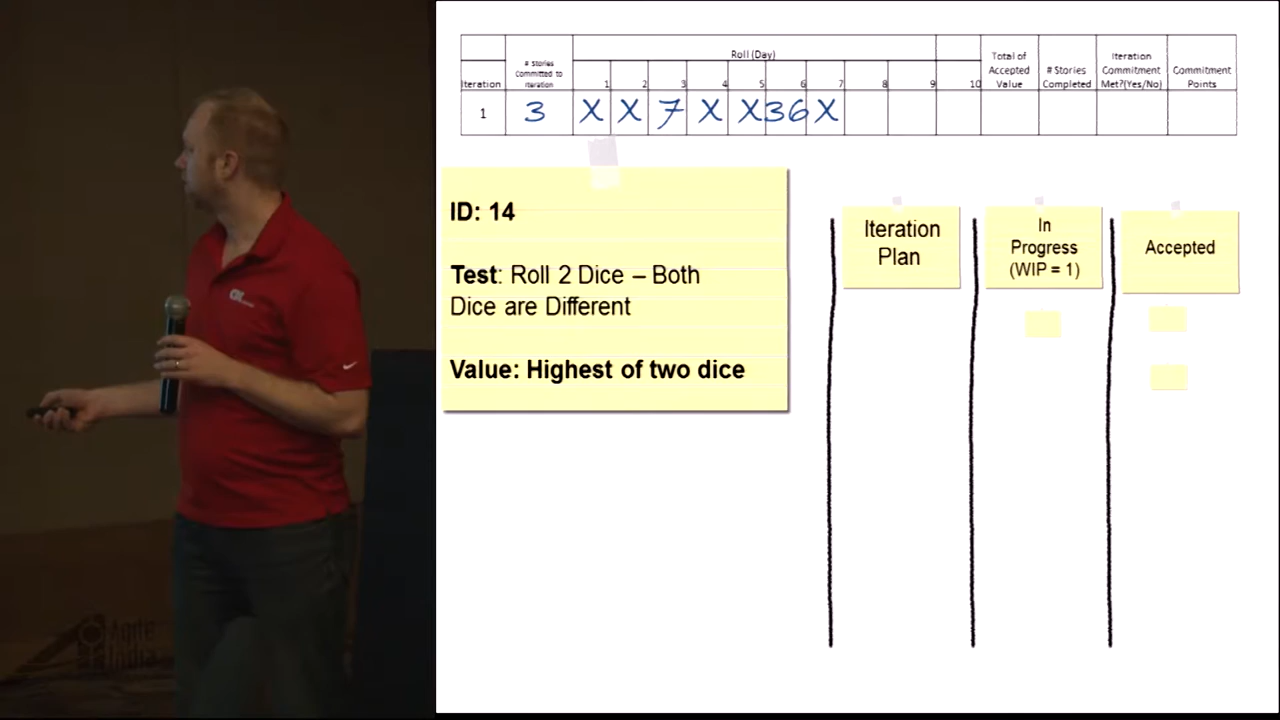 Roll (Day)
Iteration
# Stories
Committed to
Iteration
1 2 3 4 5 6 7 8 9 10
Total of
Accepted
Value
# Stories
Completed
Iteration
Commitment
Met?(Yes/No)
Commitment
Points
1 3 X X 7 X X 36 X
ID: 14
Test: Roll 2 Dice – Both
Dice are Different
Value: Highest of two dice
Iteration
Plan
In
Progress
(WIP = 1)
Accepted
Agile
India